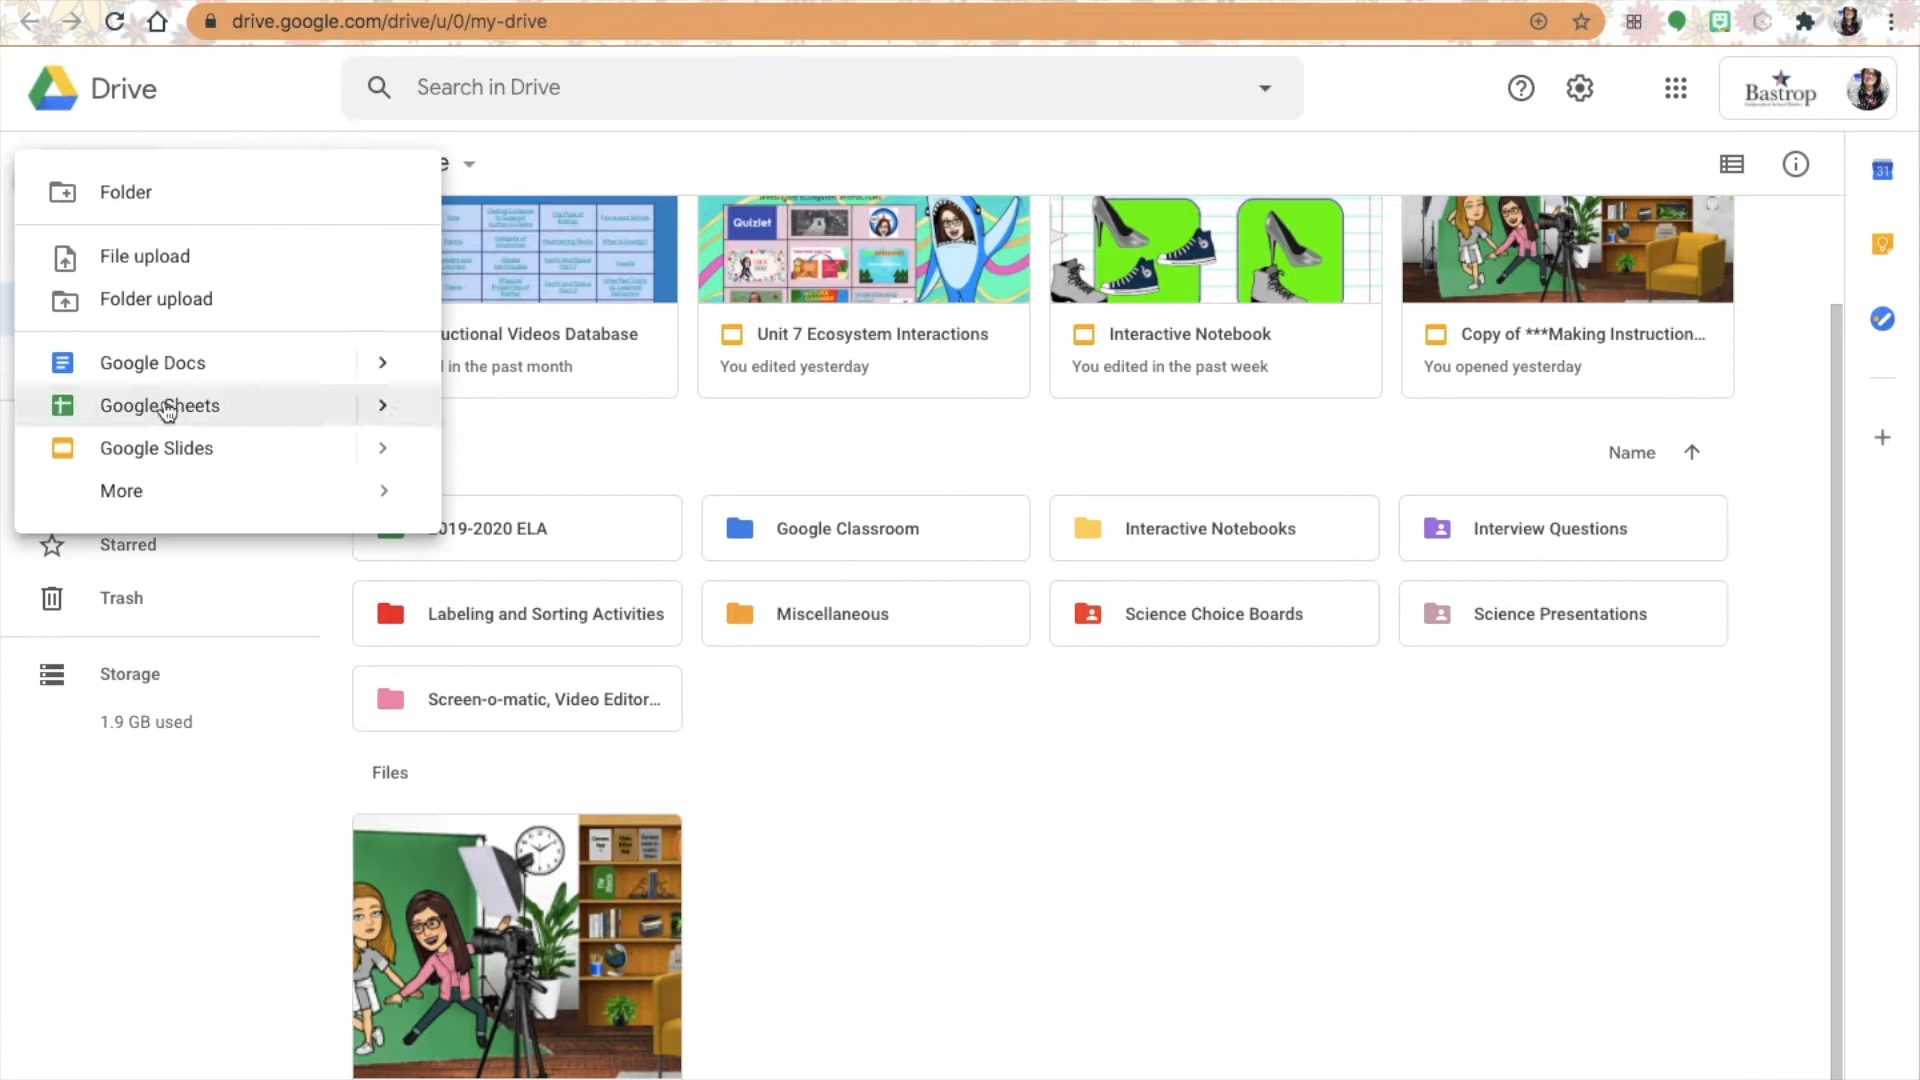 drive.google.com/drive/u/0/my-drive
Drive
Search in Drive
Bastrop
31
Folder
e
File upload
Folder upload
Google Docs
Google Sheets
Google Slides
More
Quizlet
uctional Videos Database
l in the past month
Unit 7 Ecosystem Interactions
You edited yesterday
Interactive Notebook
You edited in the past week
Copy of ***Making Instruction...
You opened yesterday
Name
2019-2020 ELA
Google Classroom
Interactive Notebooks
Interview Questions
Starred
Trash
Labeling and Sorting Activities
Miscellaneous
Science Choice Boards
Science Presentations
Storage
1.9 GB used
Screen-o-matic, Video Editor...
Files